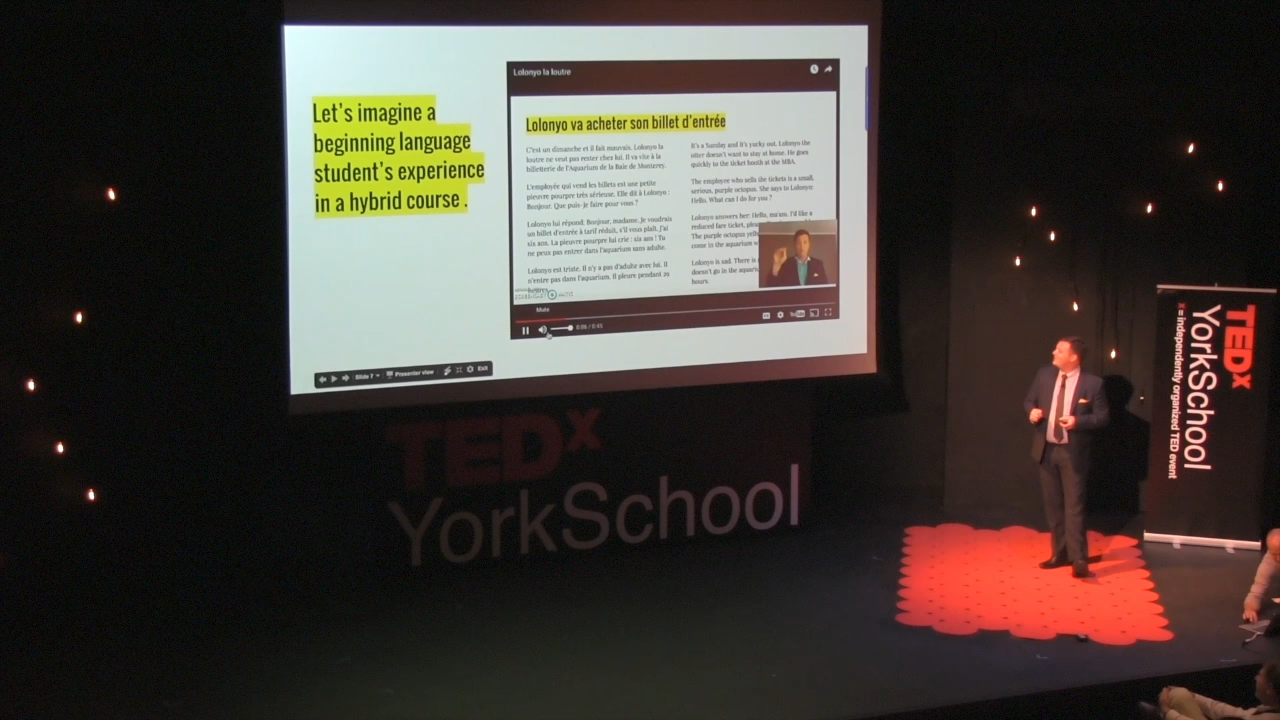 Let's imagine a
beginning language
student's experience
in a hybrid course .
Lolonyo la loutre
Lolonyo va acheter son billet d'entrée
C'est un dimanche et il fait mauvais. Lolonyo la
loutre ne veut pas rester chez lui. Il va vite à la
billetterie de l'Aquarium de la Baie de Monterey.
L'employée qui vend les billets est une petite
pieuvre pourpre très sérieuse. Elle dit à Lolonyo :
Bonjour. Que puis-je faire pour vous ?
Lolonyo lui répond: Bonjour, madame. Je voudrais
un billet d'entrée à tarif réduit, s'il vous plaît. J'ai
six ans. La pieuvre pourpre lui crie : six ans ! Tu
ne peux pas entrer dans l'aquarium sans adulte.
Lolonyo est triste. Il n'y a pas d'adulte avec lui. Il
n'entre pas dans l'aquarium. Il pleure pendant 20
heures.
It's a Sunday and it's yucky out. Lolonyo the
otter doesn't want to stay at home. He goes
quickly to the ticket booth at the MBA.
The employee who sells the tickets is a small,
serious, purple octopus. She says to Lolonyo:
Hello. What can I do for you ?
Lolonyo answers her: Hello, ma'am. I'd like a
reduced fare ticket,
The purple octopus
come in the aquarium
Lolonyo is sad. There is
doesn't go in the
hours.
Mute
0:06 / 0:45
YouTube
Slide 7
Presenter view
Exit
TEDx
YorkSchool
TEDx
YorkSchool
x = independently organized TED event